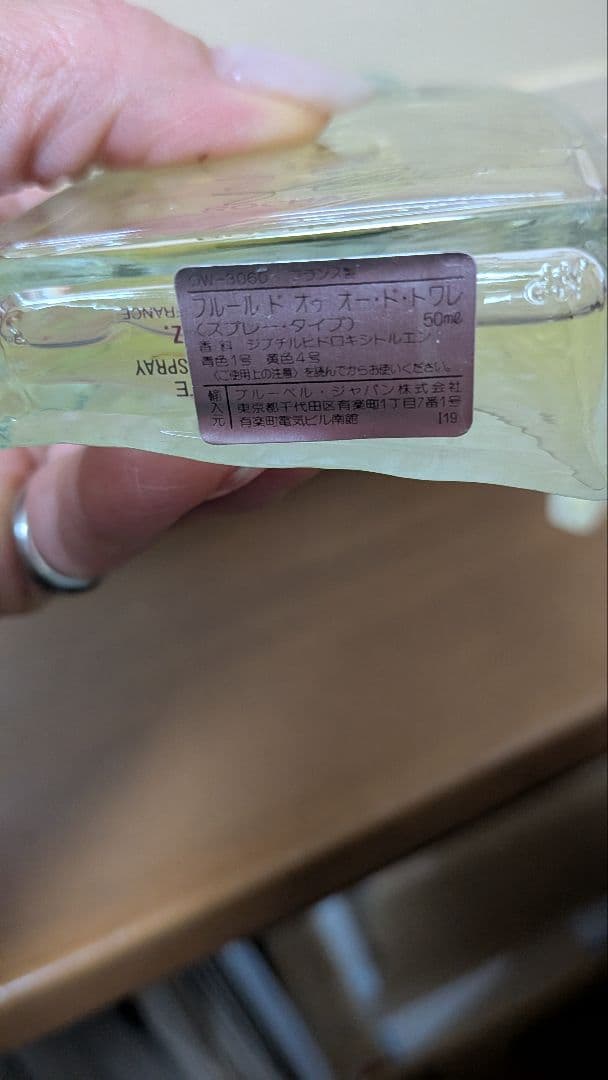 OW-3060 フランス製
フルール ド オゥ オー・ド・トワレ
(スプレー・タイプ) 50mℓ
香料 ジブチルヒドロキシトルエン
青色1号 黄色4号
〈ご使用上の注意〉を読んでからお使いください。
輸入元 ブルーベル・ジャパン株式会社
東京都千代田区有楽町1丁目7番1号
有楽町電気ビル南館 I19
FRANCE
Z.
SPRAY
TE